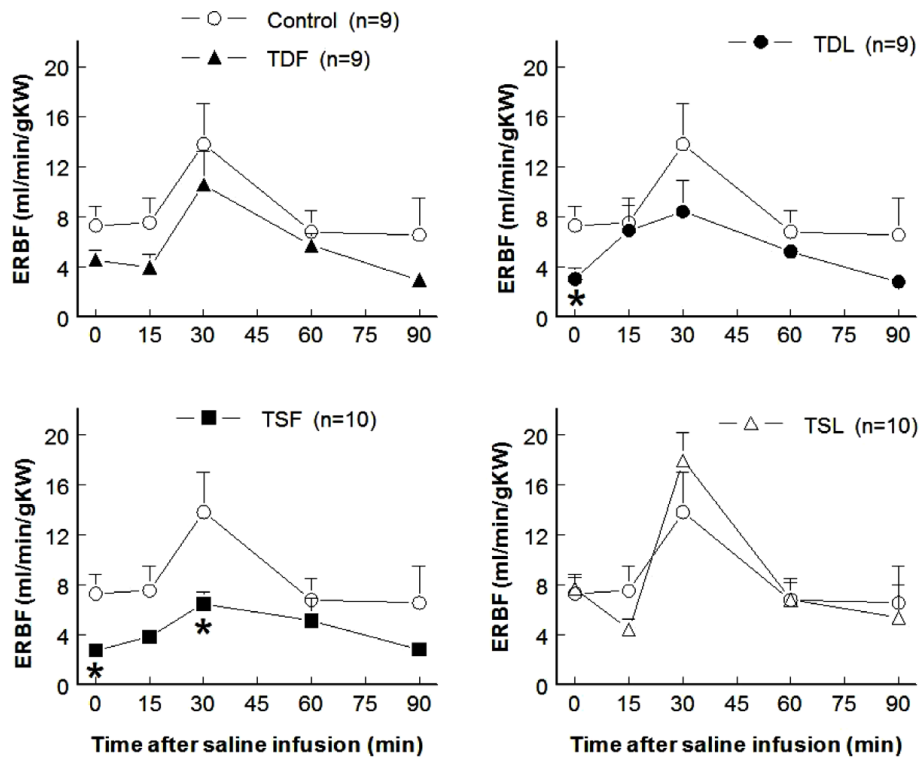 Control (n=9)
TDF (n=9)
ERBF (ml/min/gKW)
20
16
12
8
4
0
0 15 30 45 60 75 90
TDL (n=9)
ERBF (ml/min/gKW)
20
16
12
8
4
0
*
0 15 30 45 60 75 90
TSF (n=10)
ERBF (ml/min/gKW)
20
16
12
8
4
0
*
*
0 15 30 45 60 75 90
Time after saline infusion (min)
TSL (n=10)
ERBF (ml/min/gKW)
20
16
12
8
4
0
0 15 30 45 60 75 90
Time after saline infusion (min)